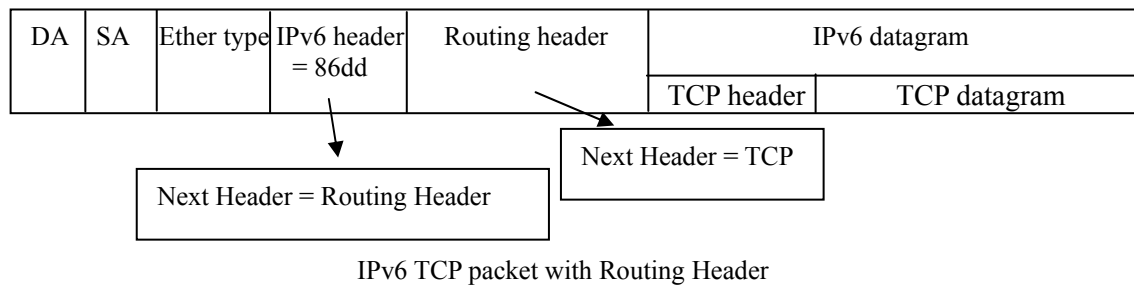 DA SA Ether type IPv6 header Routing header IPv6 datagram
= 86dd
TCP header TCP datagram
Next Header = TCP
Next Header = Routing Header
IPv6 TCP packet with Routing Header